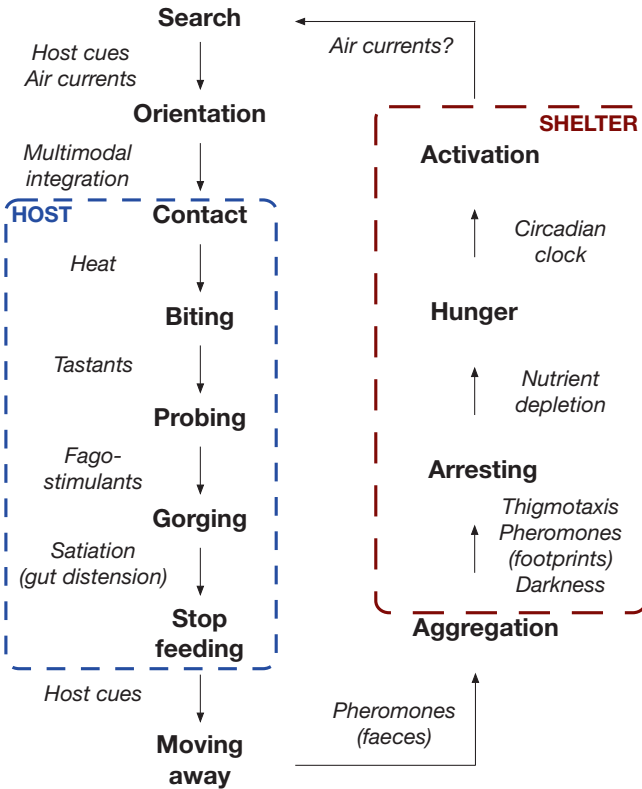 Search
Host cues
Air currents
Air currents?
Orientation
Multimodal
integration
HOST
Contact
Heat
Biting
Tastants
Probing
Fago-
stimulants
Gorging
Satiation
(gut distension)
Stop
feeding
Host cues
Moving
away
Pheromones
(faeces)
Aggregation
Thigmotaxis
Pheromones
(footprints)
Darkness
Arresting
Nutrient
depletion
Hunger
Circadian
clock
Activation
SHELTER